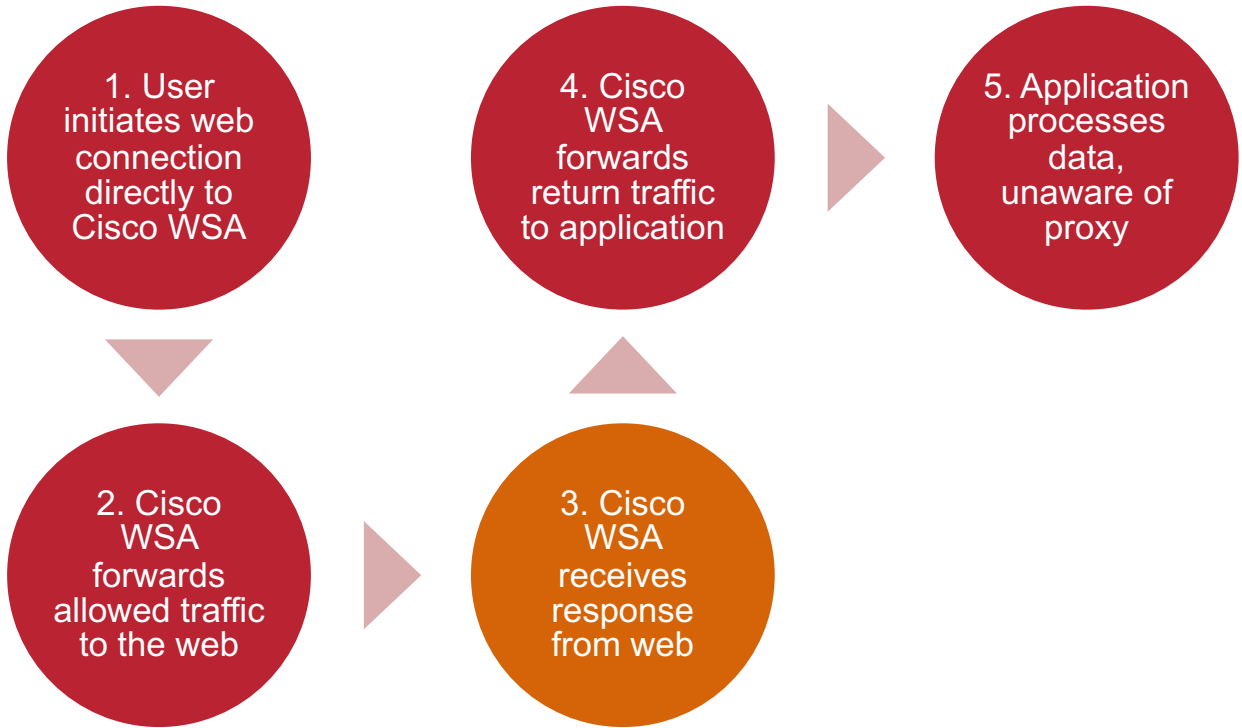 1. User
initiates web
connection
directly to
Cisco WSA
2. Cisco
WSA
forwards
allowed traffic
to the web
3. Cisco
WSA
receives
response
from web
4. Cisco
WSA
forwards
return traffic
to application
5. Application
processes
data,
unaware of
proxy